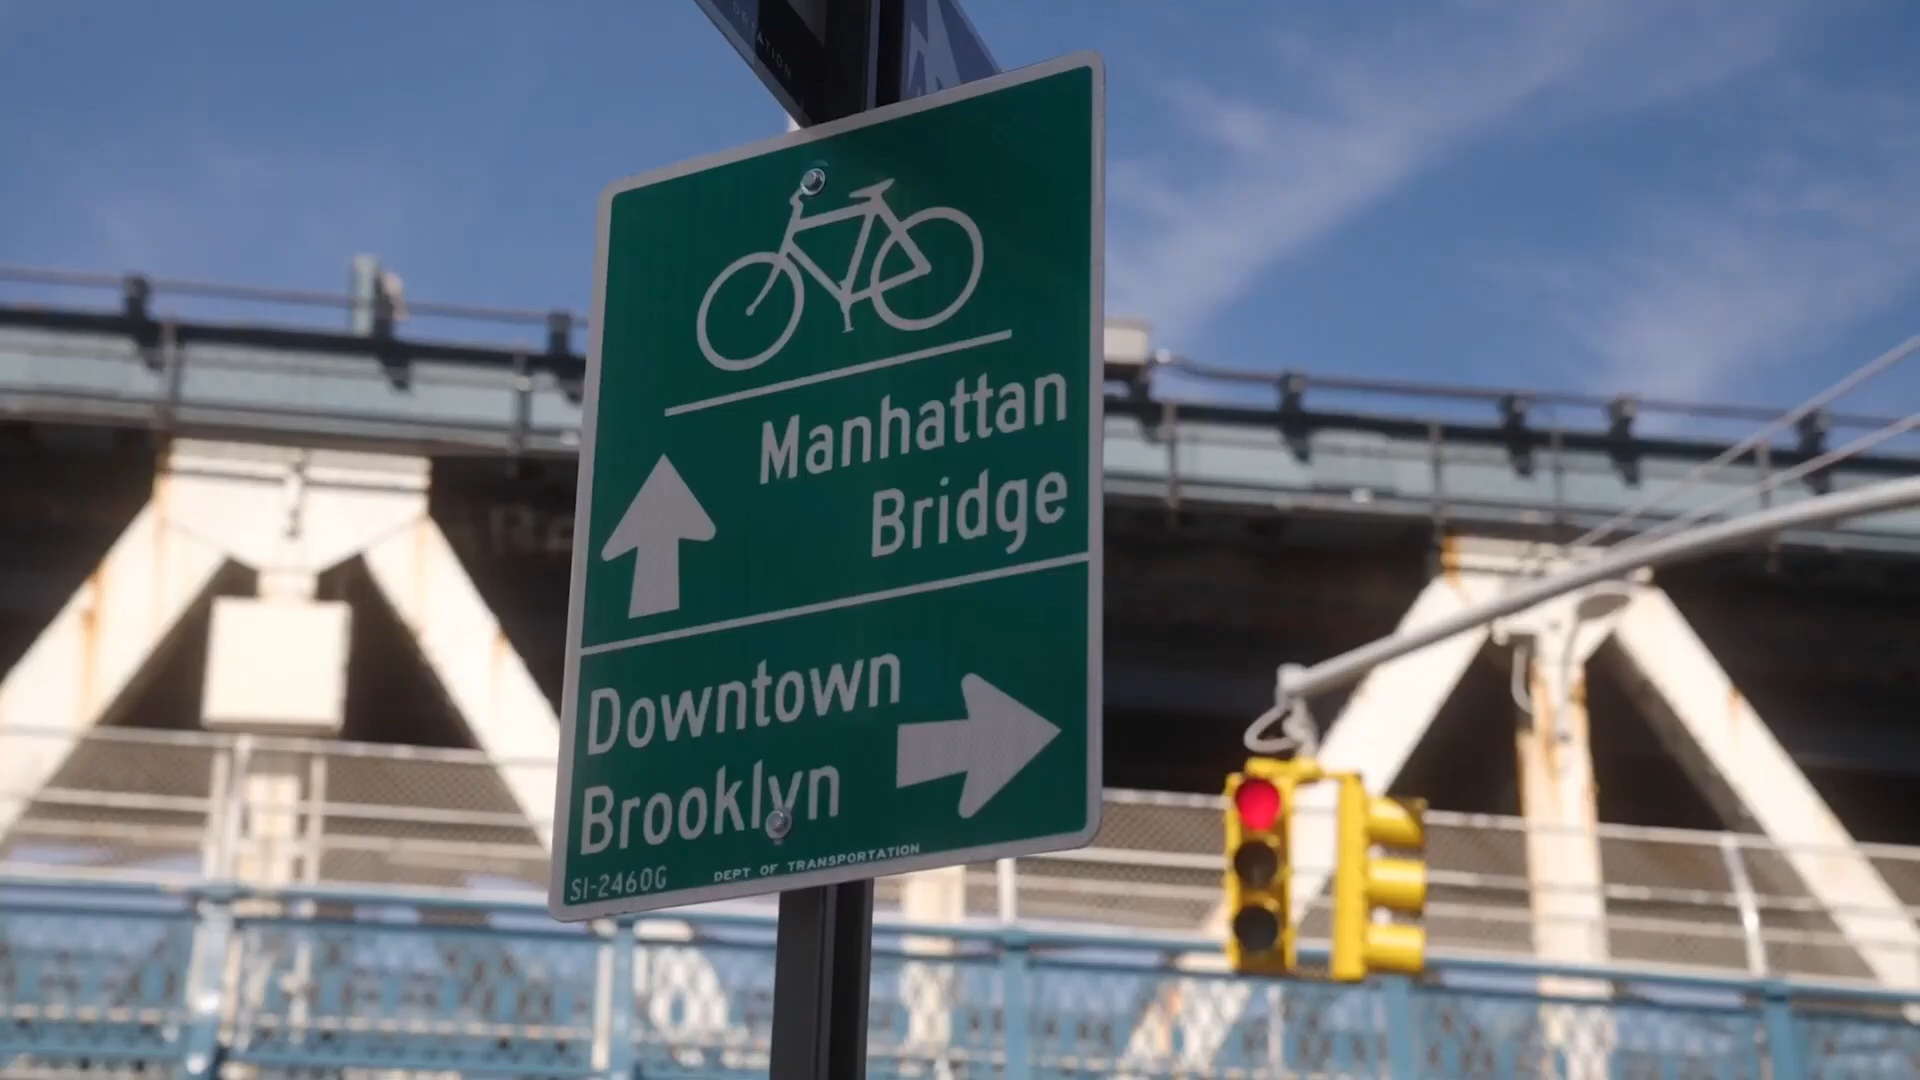 Manhattan
Bridge
Downtown
Brooklyn
SI-2460G DEPT OF TRANSPORTATION